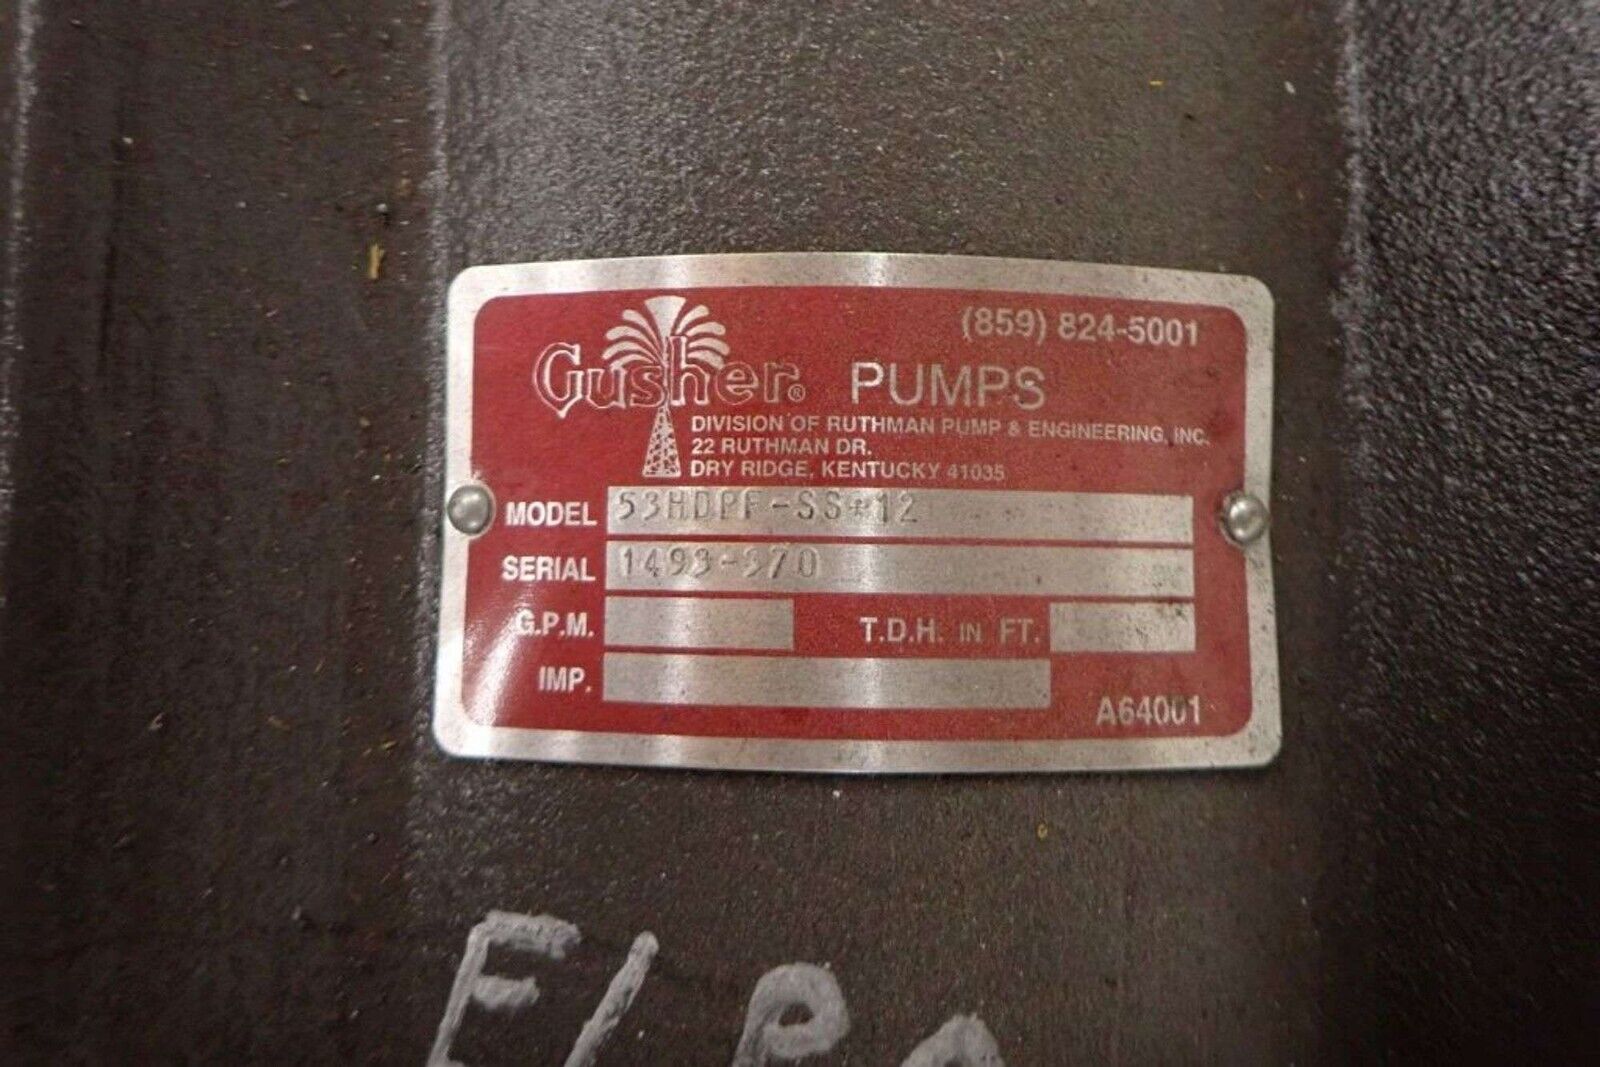 (859) 824-5001
Gusher® PUMPS
DIVISION OF RUTHMAN PUMP & ENGINEERING, INC.
22 RUTHMAN DR.
DRY RIDGE, KENTUCKY 41035
MODEL 53HDPF-SS*12
SERIAL
G.P.M. T.D.H. IN FT.
IMP.
A64001